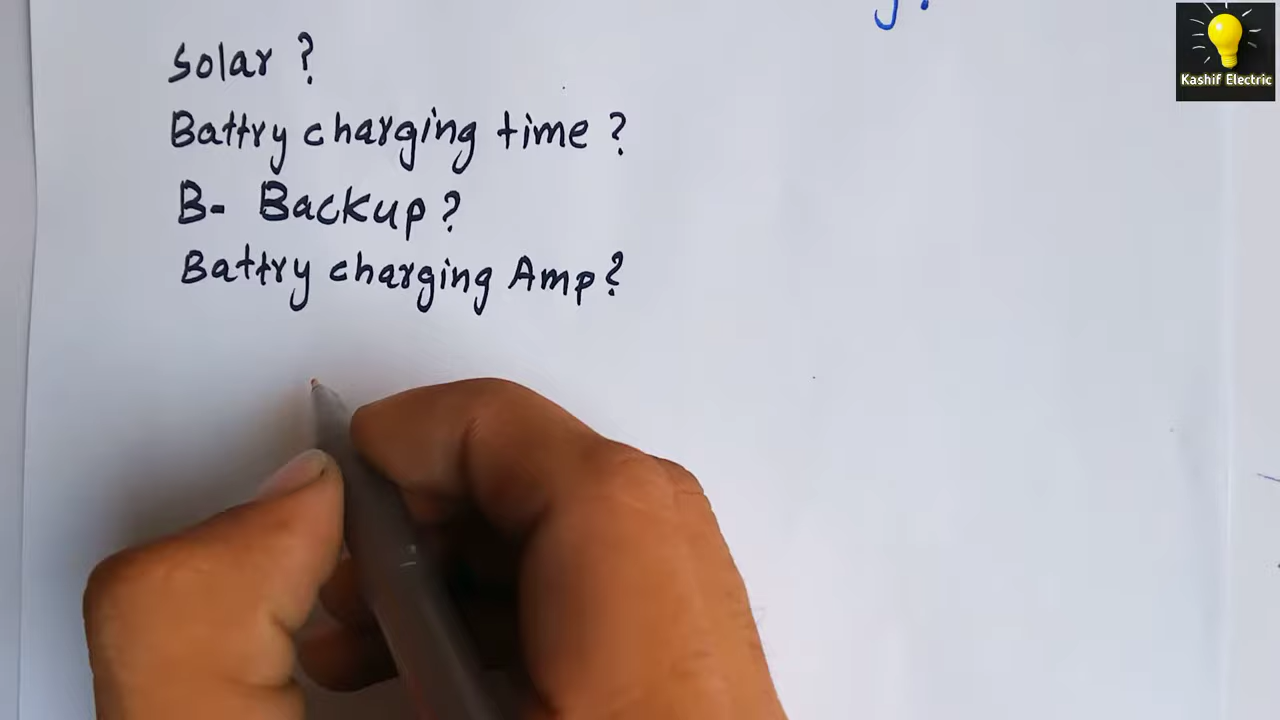 Solar ?
Battry charging time ?
B- Backup ?
Battry charging Amp ?
Kashif Electric